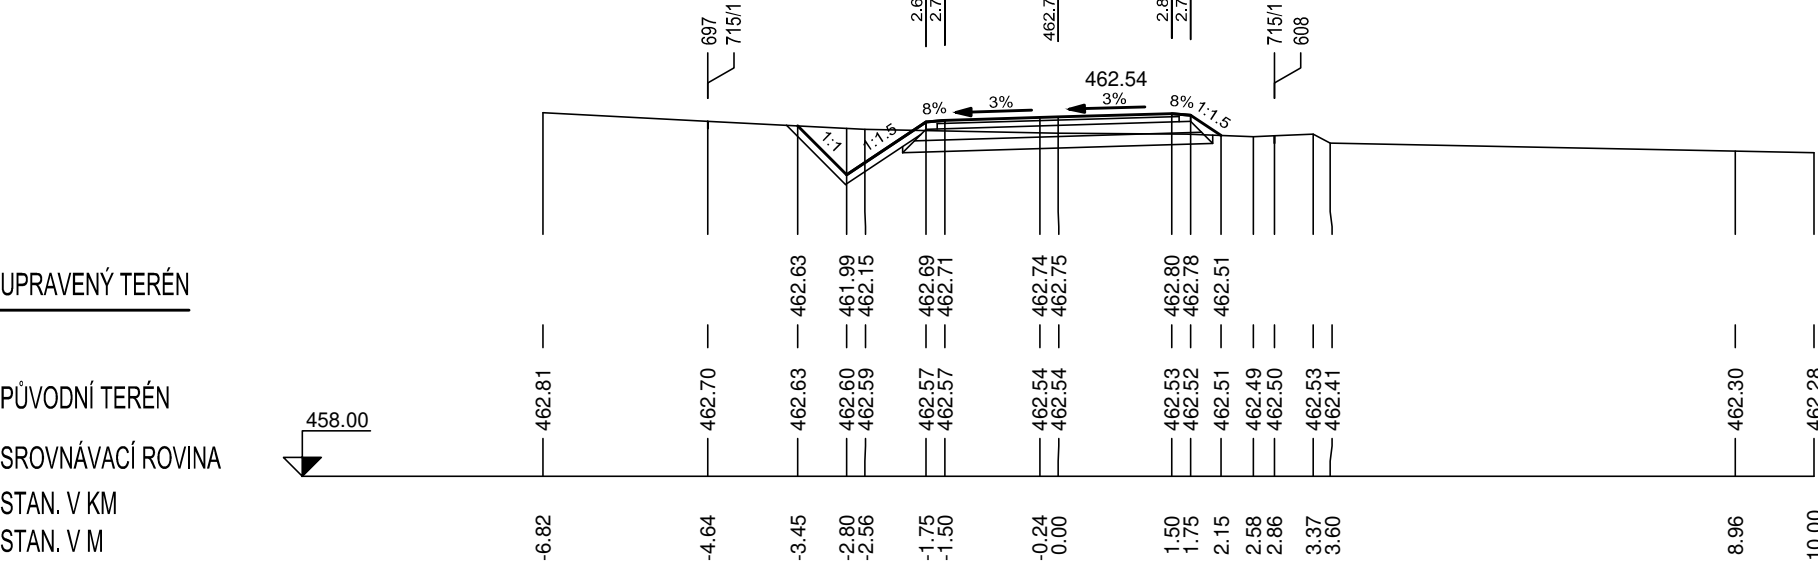 697
715/1
715/1
608
462.54
8% 3% 3% 8% 1:1.5
1:1 1:1.5
UPRAVENÝ TERÉN
462.63 461.99 462.15 462.69 462.71 462.74 462.75 462.80 462.78 462.51
PŮVODNÍ TERÉN
462.81 462.70 462.63 462.60 462.59 462.57 462.57 462.54 462.54 462.53 462.52 462.51 462.49 462.50 462.53 462.41 462.30 462.28
458.00
SROVNÁVACÍ ROVINA
STAN. V KM
STAN. V M
-6.82 -4.64 -3.45 -2.80 -2.56 -1.75 -1.50 -0.24 0.00 1.50 1.75 2.15 2.58 2.86 3.37 3.60 8.96 10.00